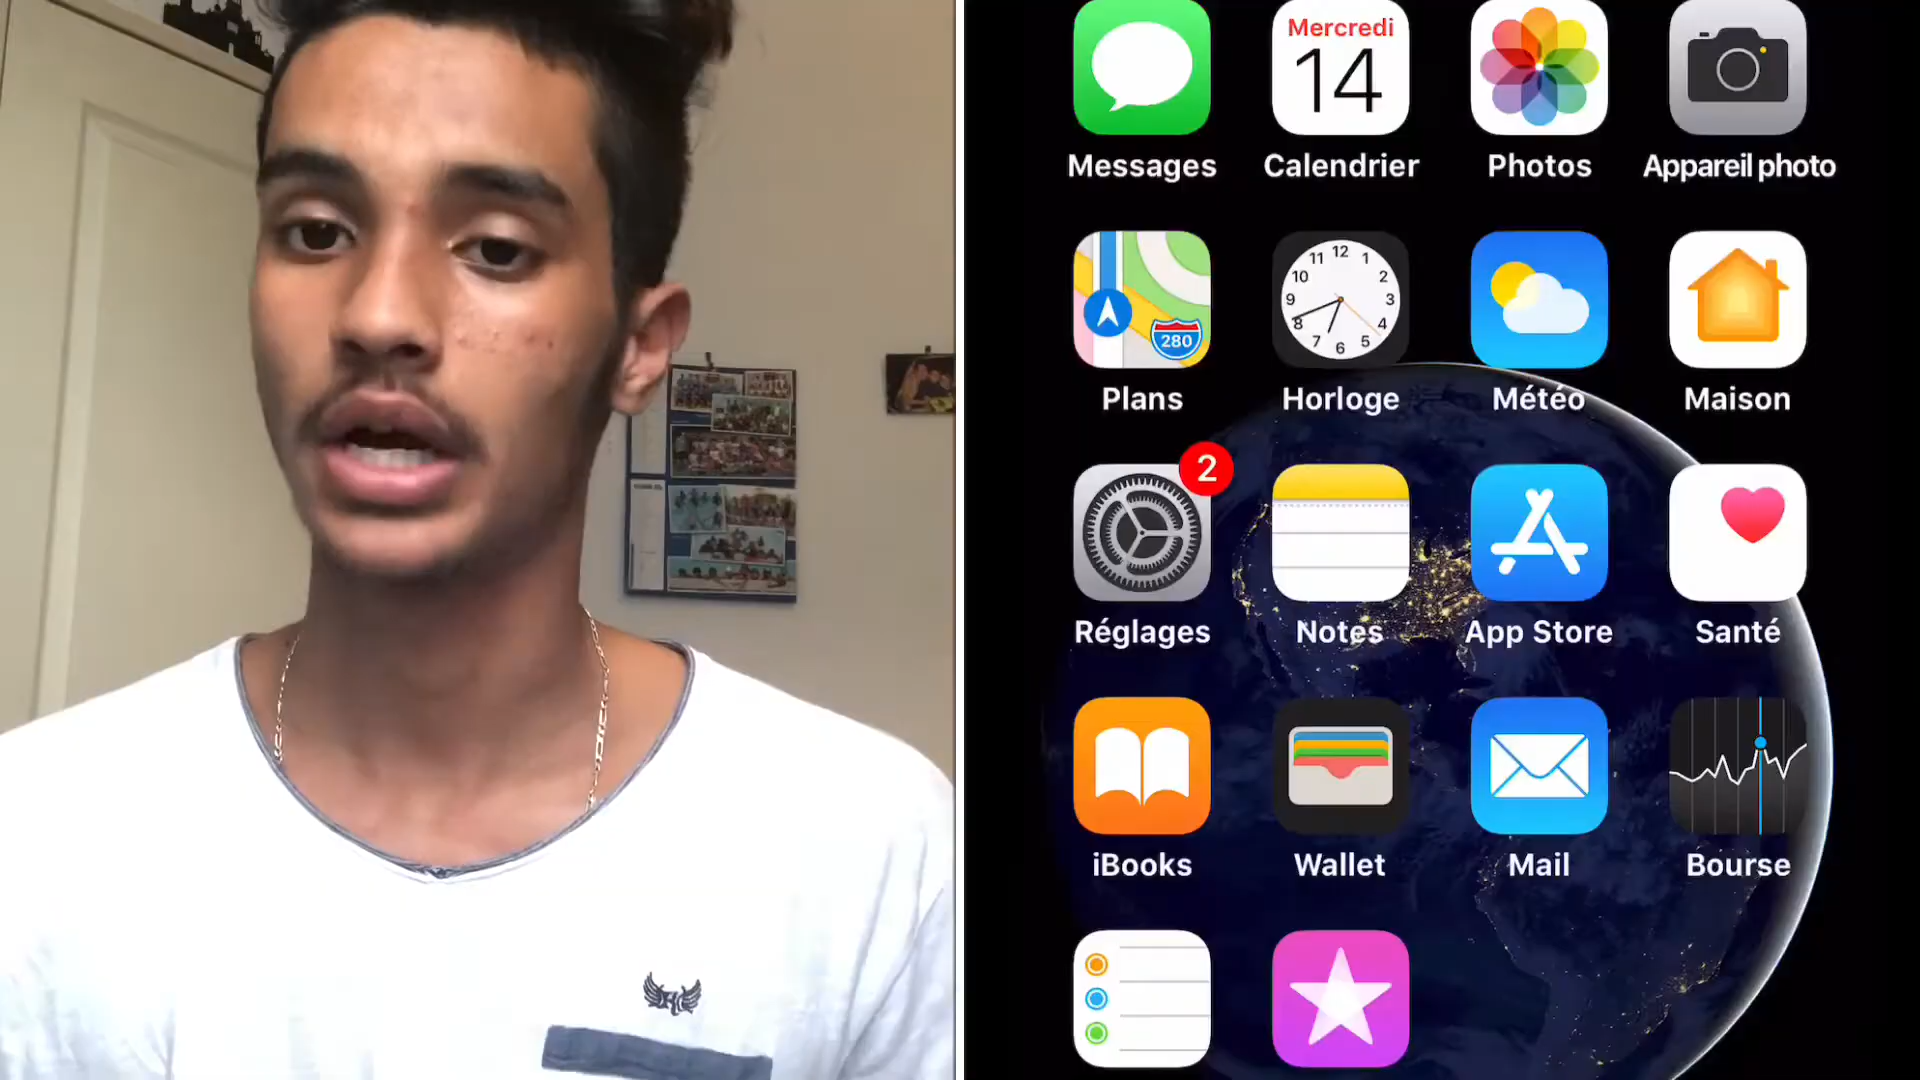 Mercredi
14
Messages
Calendrier
Photos
Appareil photo
280
12
11
1
10
2
9
3
8
4
7
6
5
Plans
Horloge
Météo
Maison
2
Réglages
Notes
App Store
Santé
iBooks
Wallet
Mail
Bourse